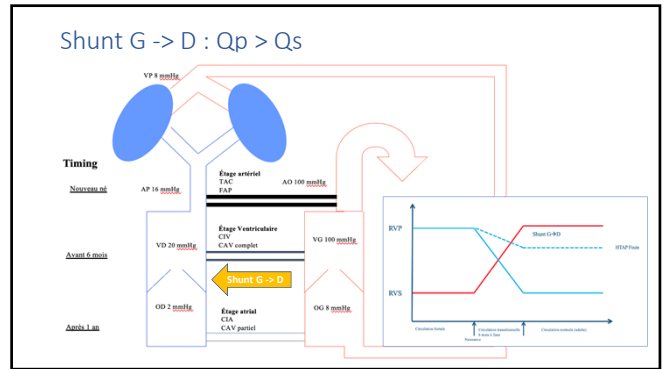 Shunt G -> D : Qp > Qs
VP 8 mmHg
Timing
Nouveau né
AP 16 mmHg
Étage artériel
TAC
FAP
AO 100 mmHg
Avant 6 mois
VD 20 mmHg
Étage Ventriculaire
CIV
CAV complet
VG 100 mmHg
Shunt G -> D
Après 1 an
OD 2 mmHg
Étage atrial
CIA
CAV partiel
OG 8 mmHg
RVP
Shunt G→D
HTAP Fixée
RVS
Circulation foetale
Naissance
Circulation normale (adulte)